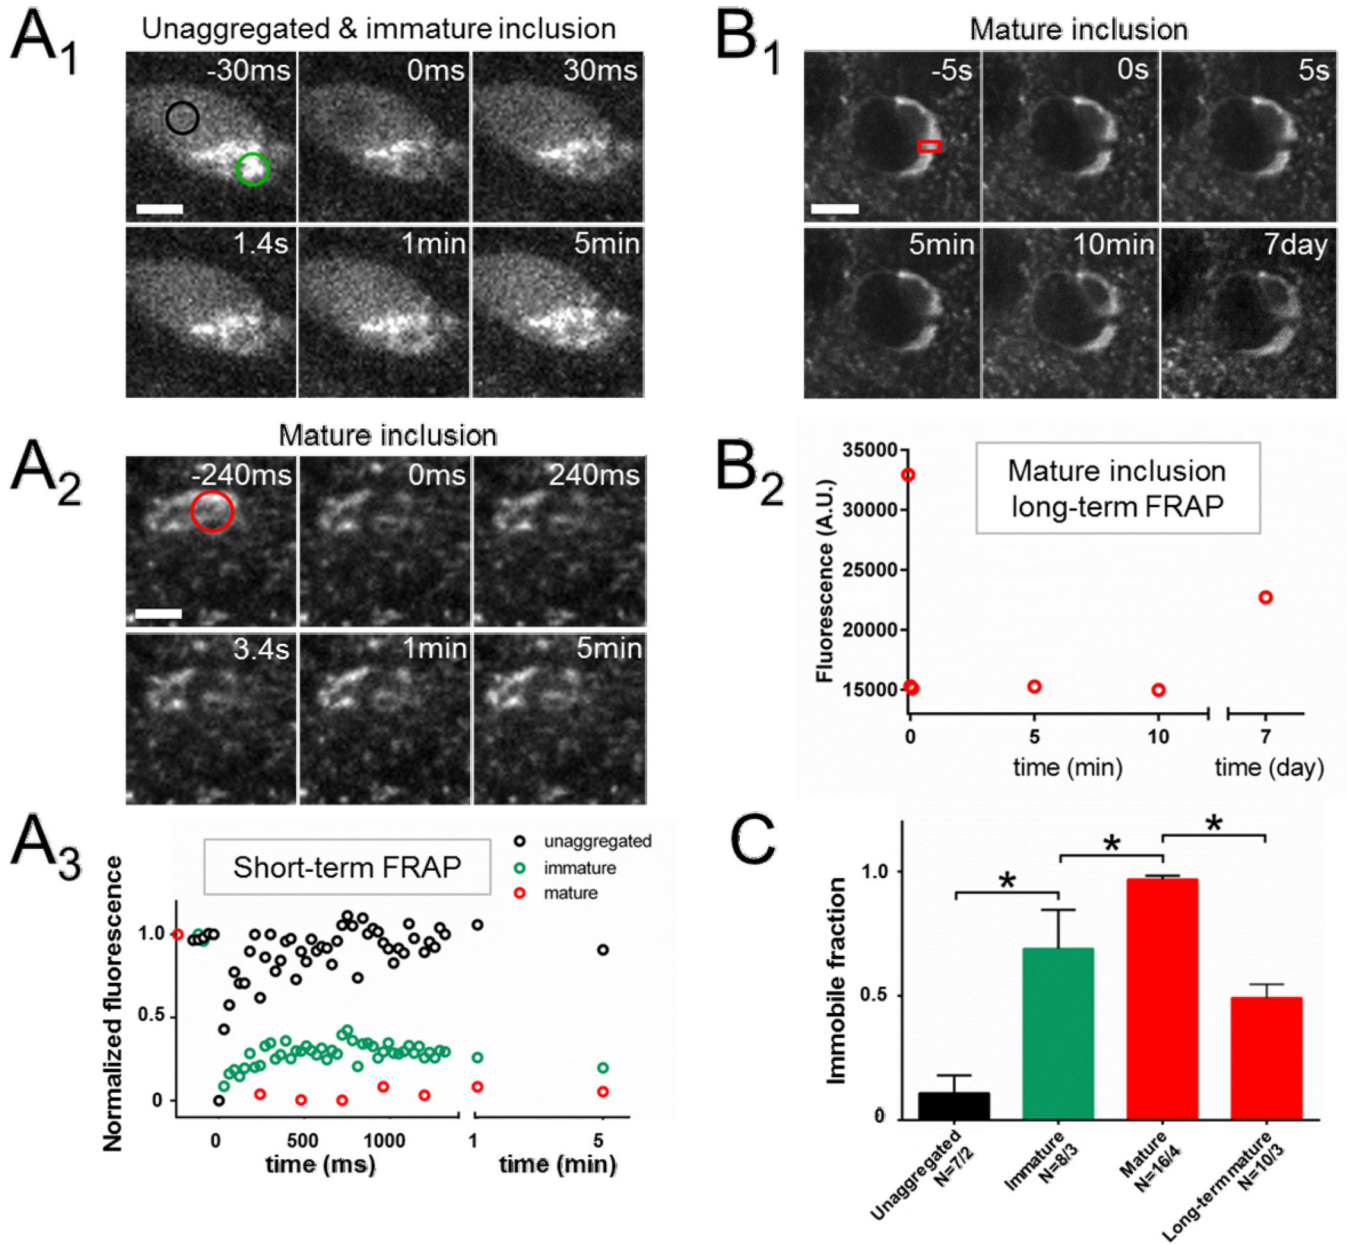 A1
Unaggregated & immature inclusion
-30ms
0ms
30ms
1.4s
1min
5min
A2
Mature inclusion
-240ms
0ms
240ms
3.4s
1min
5min
A3
Short-term FRAP
unaggregated
immature
mature
Normalized fluorescence
1.0
0.5
0
0
500
1000
1
5
time (ms)
time (min)
B1
Mature inclusion
-5s
0s
5s
5min
10min
7day
B2
Mature inclusion
long-term FRAP
Fluorescence (A.U.)
35000
30000
25000
20000
15000
0
5
10
7
time (min)
time (day)
C
Immobile fraction
1.0
0.5
0
*
*
*
Unaggregated
N=7/2
Immature
N=8/3
Mature
N=16/4
Long-term mature
N=10/3